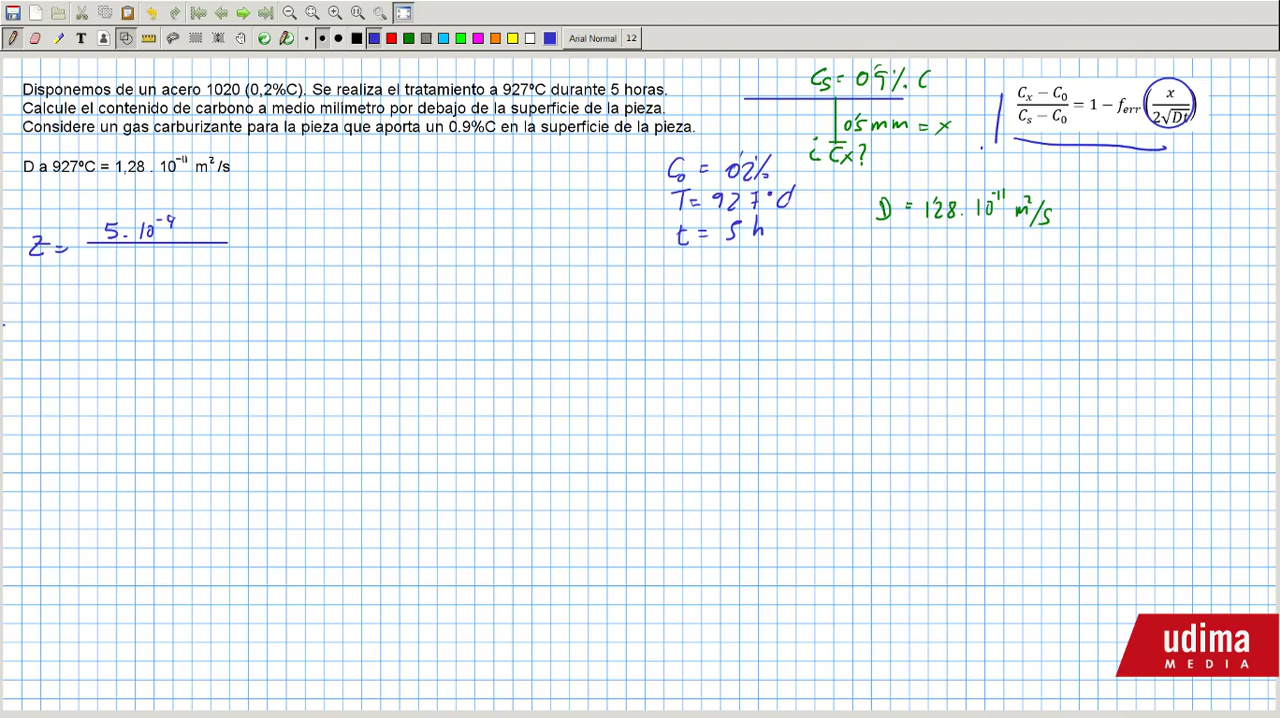 Arial Normal 12
Disponemos de un acero 1020 (0,2%C). Se realiza el tratamiento a 927ºC durante 5 horas.
Calcule el contenido de carbono a medio milímetro por debajo de la superficie de la pieza.
Considere un gas carburizante para la pieza que aporta un 0.9%C en la superficie de la pieza.
D a 927ºC = 1,28 . 10⁻¹¹ m²/s
Cs = 0'9% C
0'5 mm = x
¿Cx?
(Cx − C0)/(Cs − C0) = 1 − ferr (x/(2√Dt))
C0 = 0'2%
T = 927ºC
t = 5 h
D = 1'28 . 10⁻¹¹ m²/s
Z = 5 . 10⁻⁴
udima
MEDIA